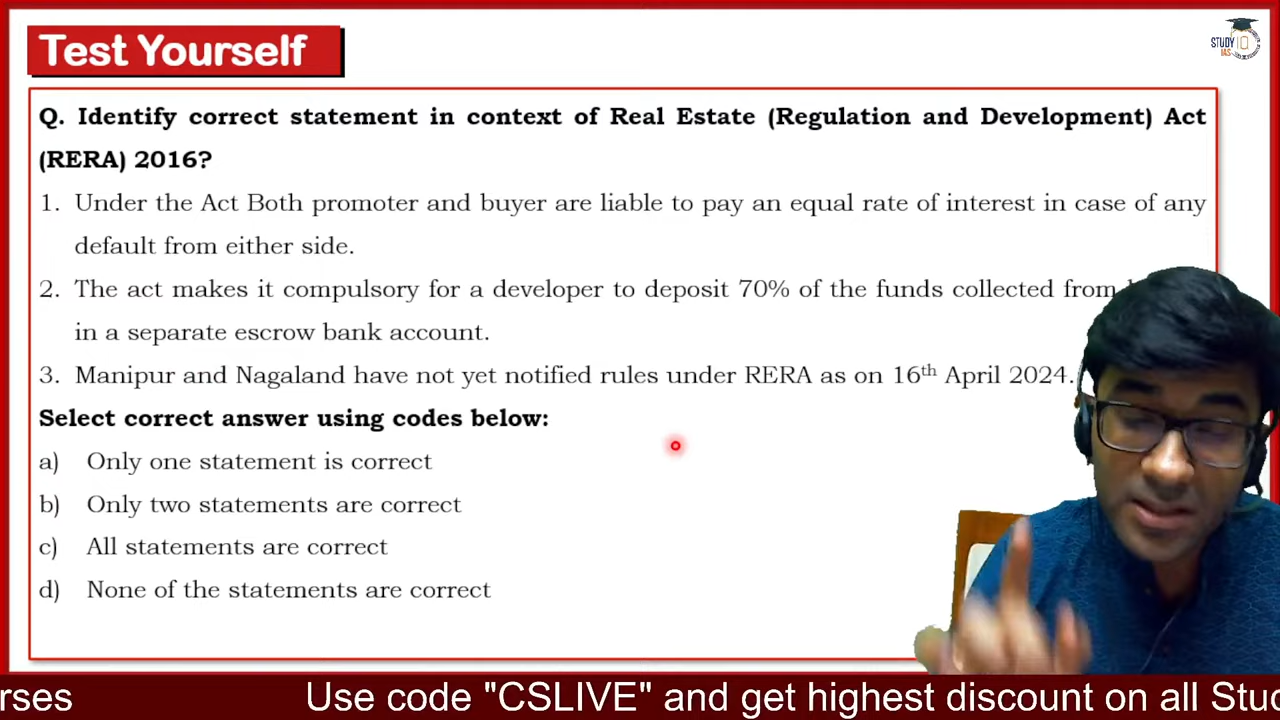 Test Yourself
STUDY IQ
IAS
Q. Identify correct statement in context of Real Estate (Regulation and Development) Act
(RERA) 2016?
1. Under the Act Both promoter and buyer are liable to pay an equal rate of interest in case of any
default from either side.
2. The act makes it compulsory for a developer to deposit 70% of the funds collected from
in a separate escrow bank account.
3. Manipur and Nagaland have not yet notified rules under RERA as on 16th April 2024.
Select correct answer using codes below:
a) Only one statement is correct
b) Only two statements are correct
c) All statements are correct
d) None of the statements are correct
rses Use code "CSLIVE" and get highest discount on all Stu